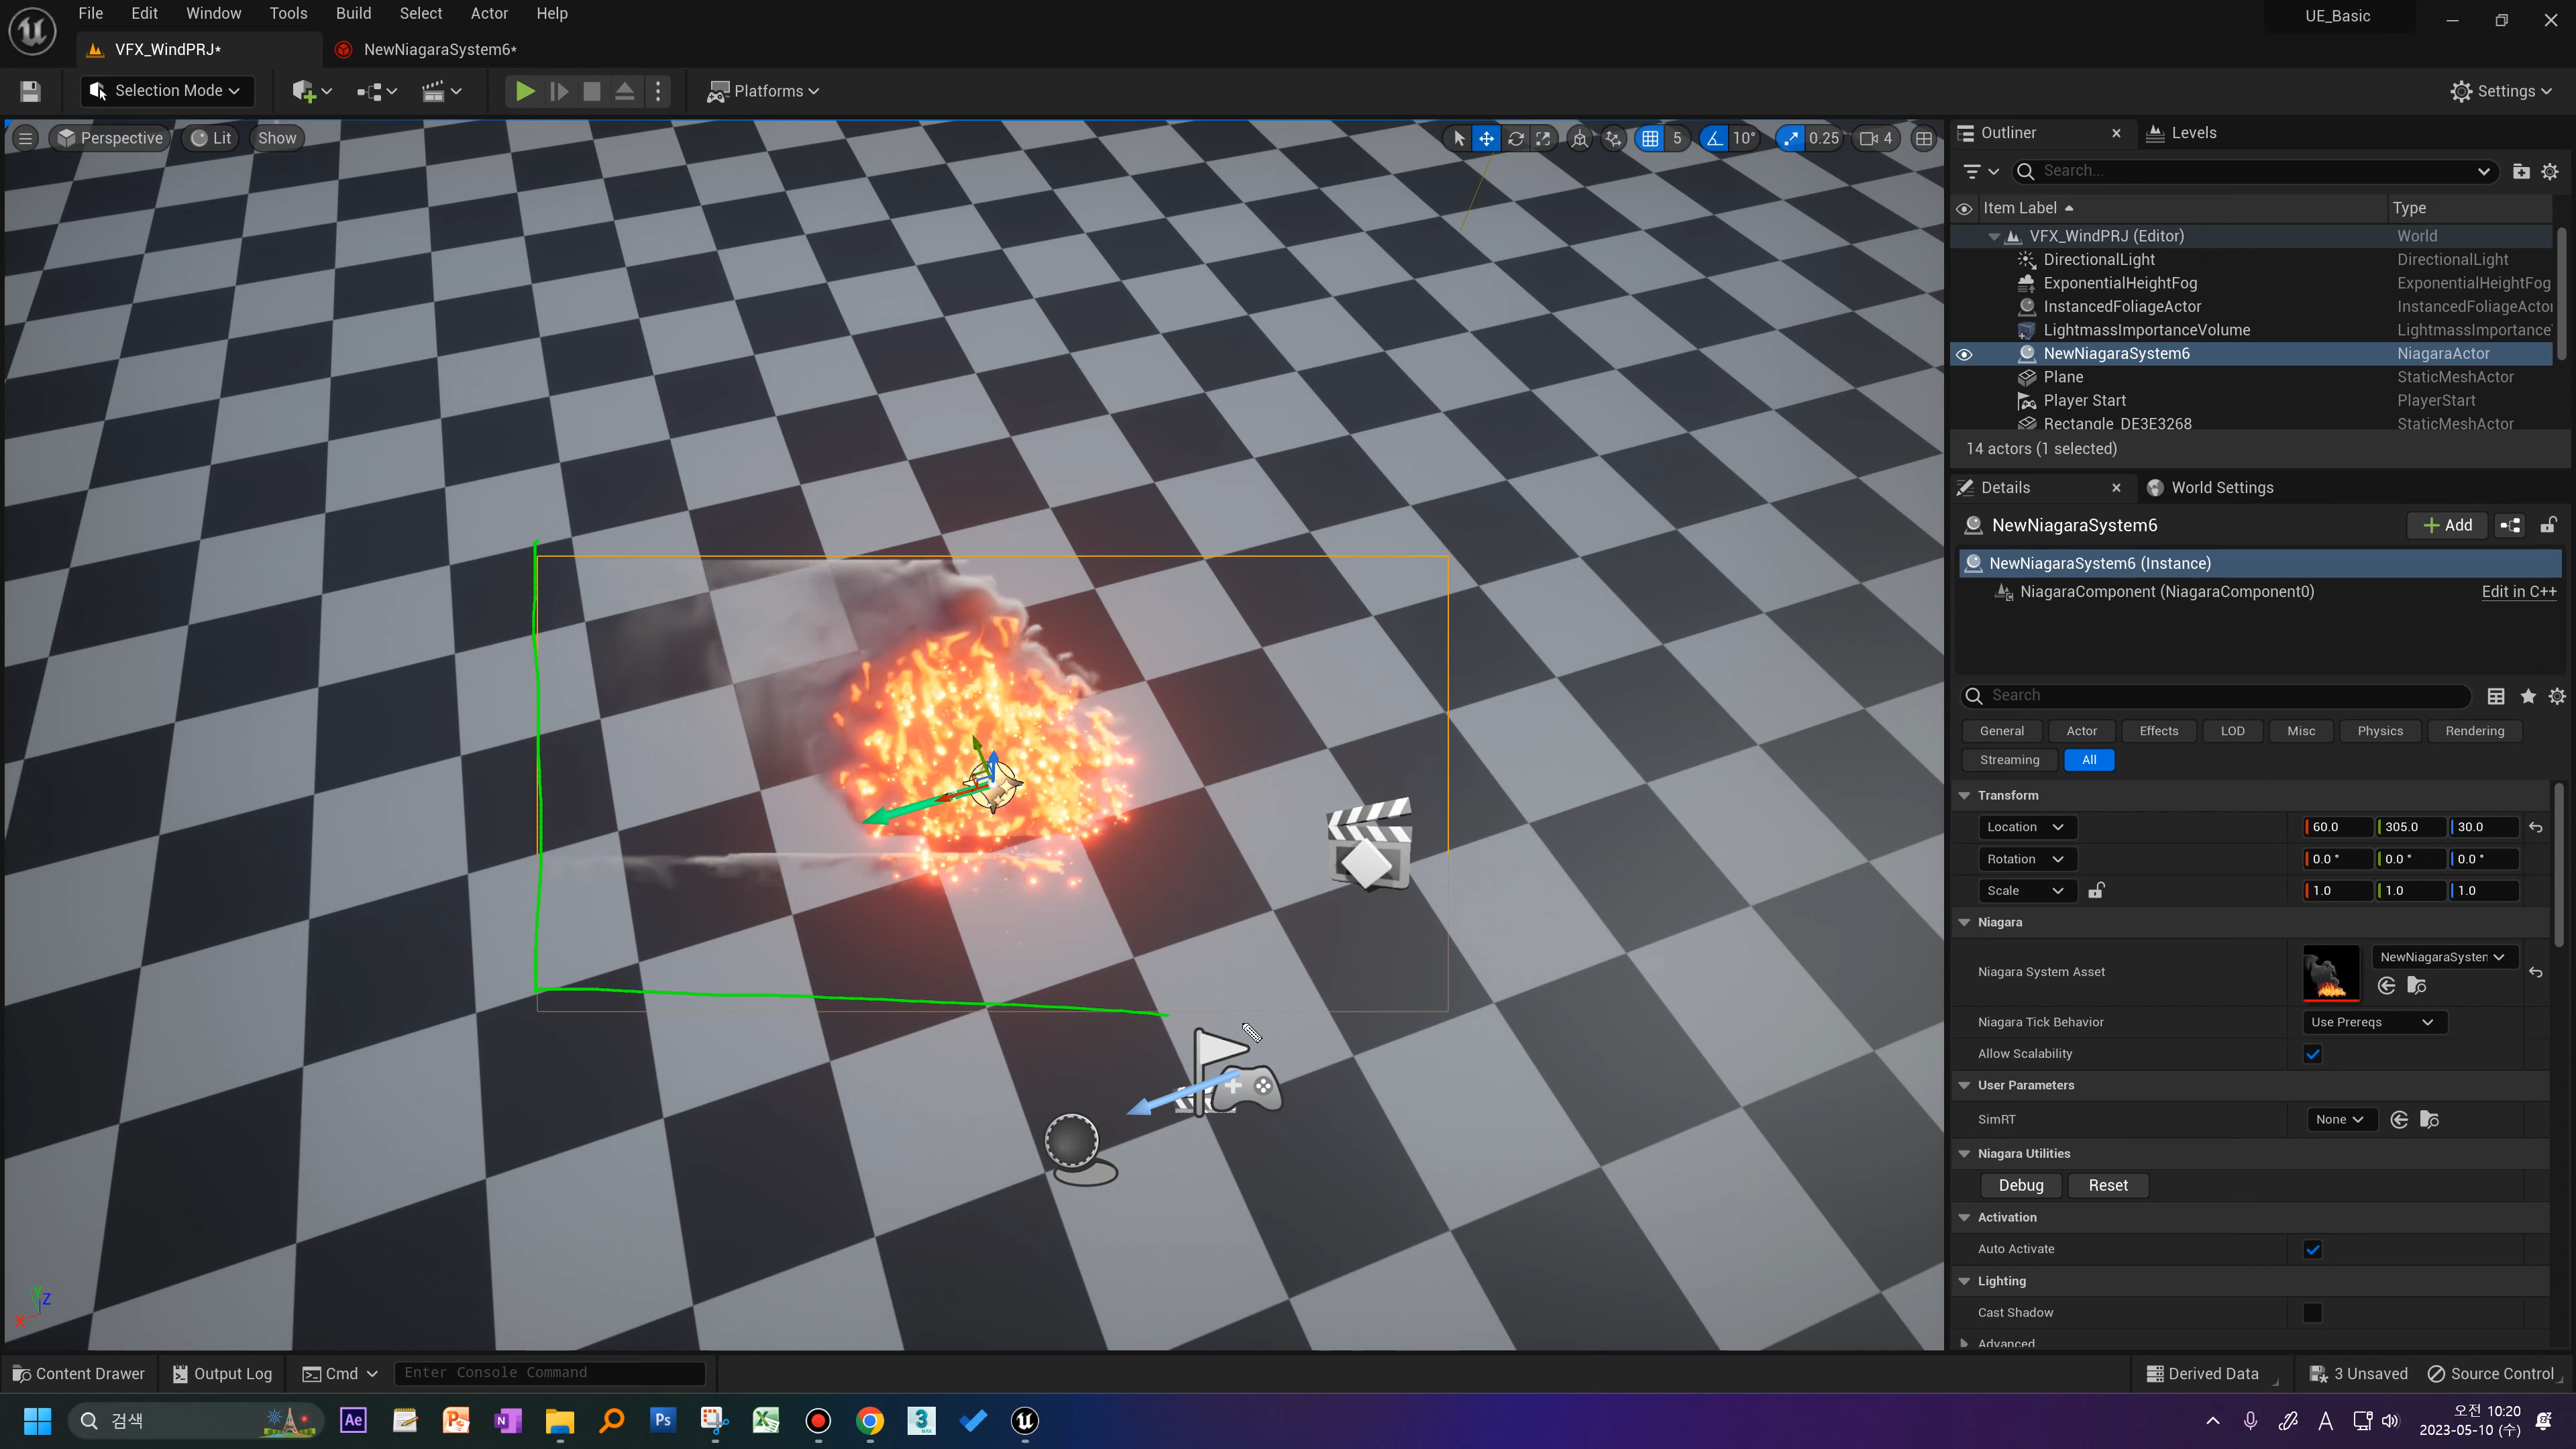 File Edit Window Tools Build Select Actor Help
UE_Basic
VFX_WindPRJ*
NewNiagaraSystem6*
Selection Mode
Platforms
Settings
Perspective
Lit
Show
5
10°
0.25
4
Outliner
Levels
Search...
Item Label
Type
VFX_WindPRJ (Editor) World
DirectionalLight DirectionalLight
ExponentialHeightFog ExponentialHeightFog
InstancedFoliageActor InstancedFoliageActor
LightmassImportanceVolume LightmassImportance
NewNiagaraSystem6 NiagaraActor
Plane StaticMeshActor
Player Start PlayerStart
Rectangle_DE3E3268 StaticMeshActor
14 actors (1 selected)
Details
World Settings
NewNiagaraSystem6
Add
NewNiagaraSystem6 (Instance)
NiagaraComponent (NiagaraComponent0) Edit in C++
Search
General Actor Effects LOD Misc Physics Rendering
Streaming All
Transform
Location 60.0 305.0 30.0
Rotation 0.0 ° 0.0 ° 0.0 °
Scale 1.0 1.0 1.0
Niagara
Niagara System Asset NewNiagaraSystem
Niagara Tick Behavior Use Prereqs
Allow Scalability
User Parameters
SimRT None
Niagara Utilities
Debug Reset
Activation
Auto Activate
Lighting
Cast Shadow
Advanced
X Y Z
Content Drawer
Output Log
Cmd
Enter Console Command
Derived Data
3 Unsaved
Source Control
검색
Ae
Ps
3
A
오전 10:20
2023-05-10 (수)